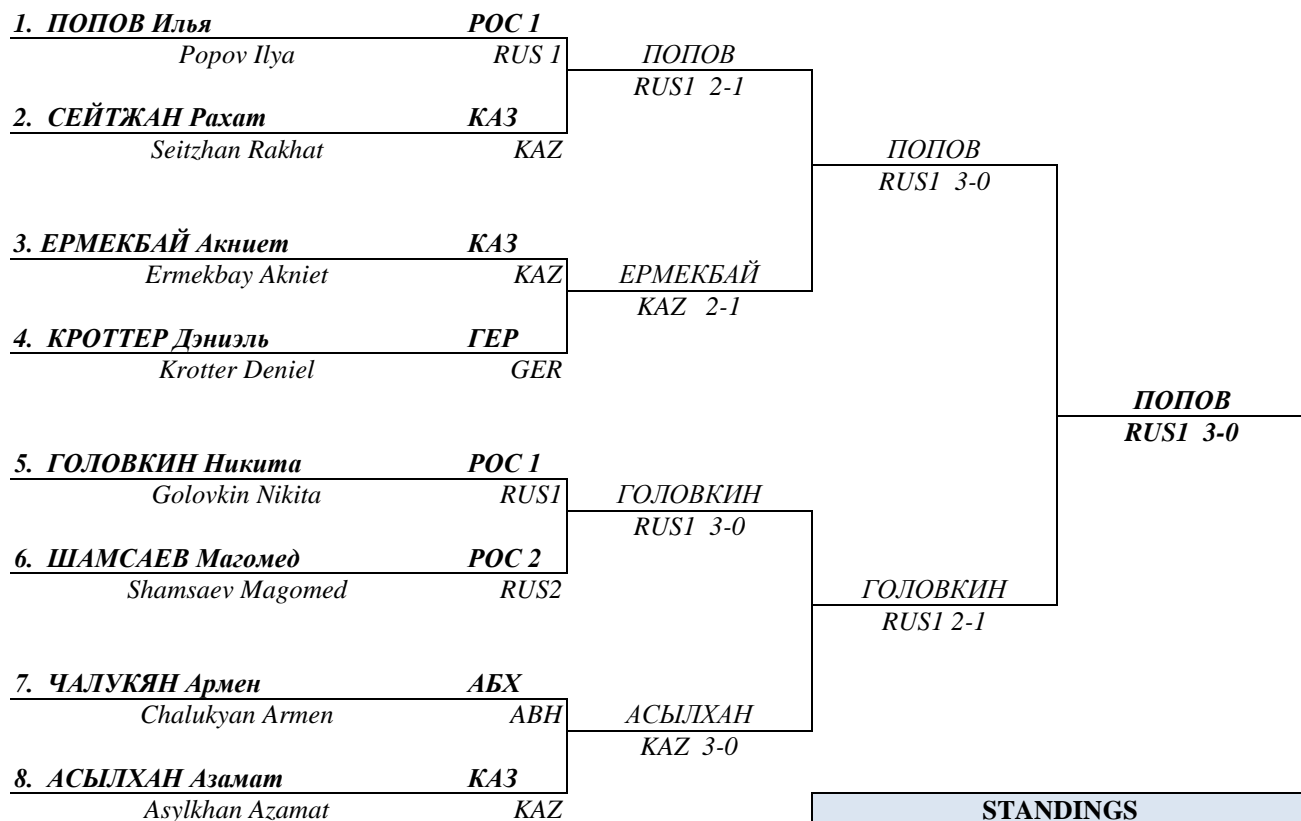 1. ПОПОВ Илья РОС 1
Popov Ilya RUS 1
ПОПОВ
RUS1 2-1
2. СЕЙТЖАН Рахат КАЗ
Seitzhan Rakhat KAZ
ПОПОВ
RUS1 3-0
3. ЕРМЕКБАЙ Акниет КАЗ
Ermekbay Akniet KAZ
ЕРМЕКБАЙ
KAZ 2-1
4. КРОТТЕР Дэниэль ГЕР
Krotter Deniel GER
ПОПОВ
RUS1 3-0
5. ГОЛОВКИН Никита РОС 1
Golovkin Nikita RUS1
ГОЛОВКИН
RUS1 3-0
6. ШАМСАЕВ Магомед РОС 2
Shamsaev Magomed RUS2
ГОЛОВКИН
RUS1 2-1
7. ЧАЛУКЯН Армен АБХ
Chalukyan Armen ABH
АСЫЛХАН
KAZ 3-0
8. АСЫЛХАН Азамат КАЗ
Asylkhan Azamat KAZ
STANDINGS